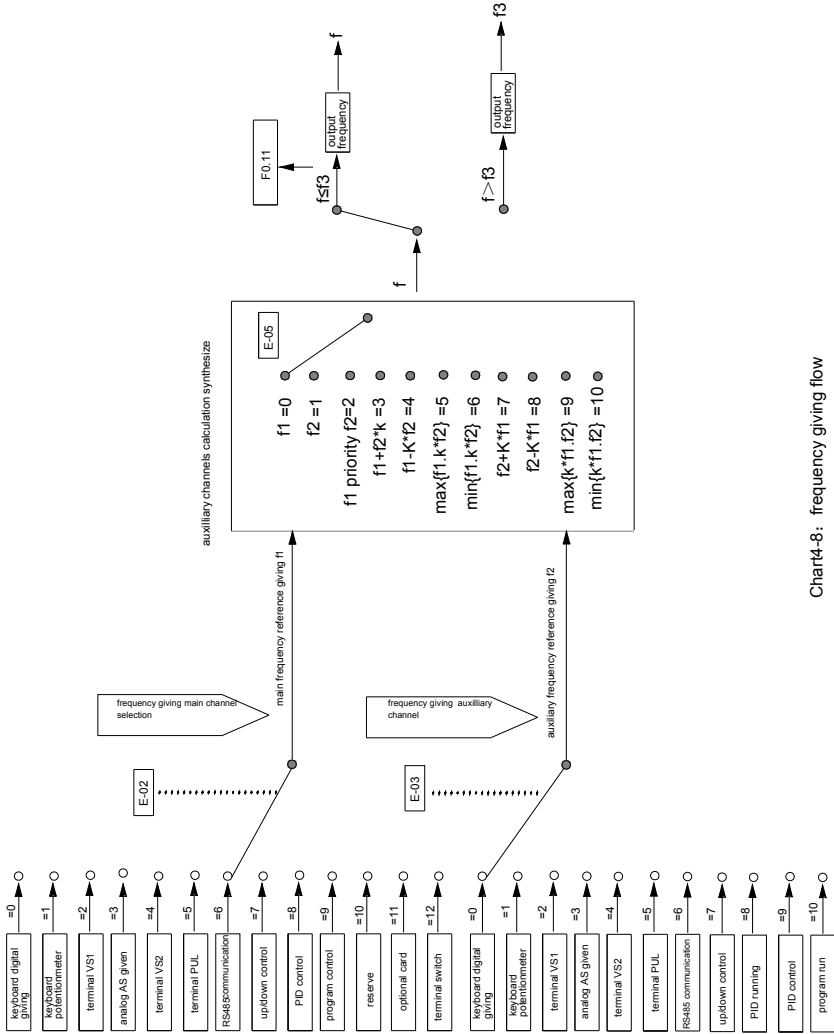 keyboard digital
giving
=0
keyboard
potentionmeter
=1
terminal VS1
=2
analog AS given
=3
terminal VS2
=4
terminal PUL
=5
RS485communication
=6
up/down control
=7
PID control
=8
program control
=9
reserve
=10
optional card
=11
terminal switch
=12
keyboard digital
giving
=0
keyboard
potentionmeter
=1
terminal VS1
=2
analog AS given
=3
terminal VS2
=4
terminal PUL
=5
RS485 communication
=6
up/down control
=7
PID running
=8
PID control
=9
program run
=10
E-02
E-03
frequency giving main channel
selection
frequency giving auxilliary
channel
main frequency reference giving f1
auxiliary frequency reference giving f2
auxilliary channels calculation synthesize
E-05
f1 =0
f2 =1
f1 priority f2=2
f1+f2*k =3
f1-K*f2 =4
max{f1.k*f2} =5
min{f1.k*f2} =6
f2+K*f1 =7
f2-K*f1 =8
max{k*f1.f2} =9
min{k*f1.f2} =10
f
F0.11
f≤f3
output
frequency
f
f>f3
output
frequency
f3
Chart4-8: frequency giving flow